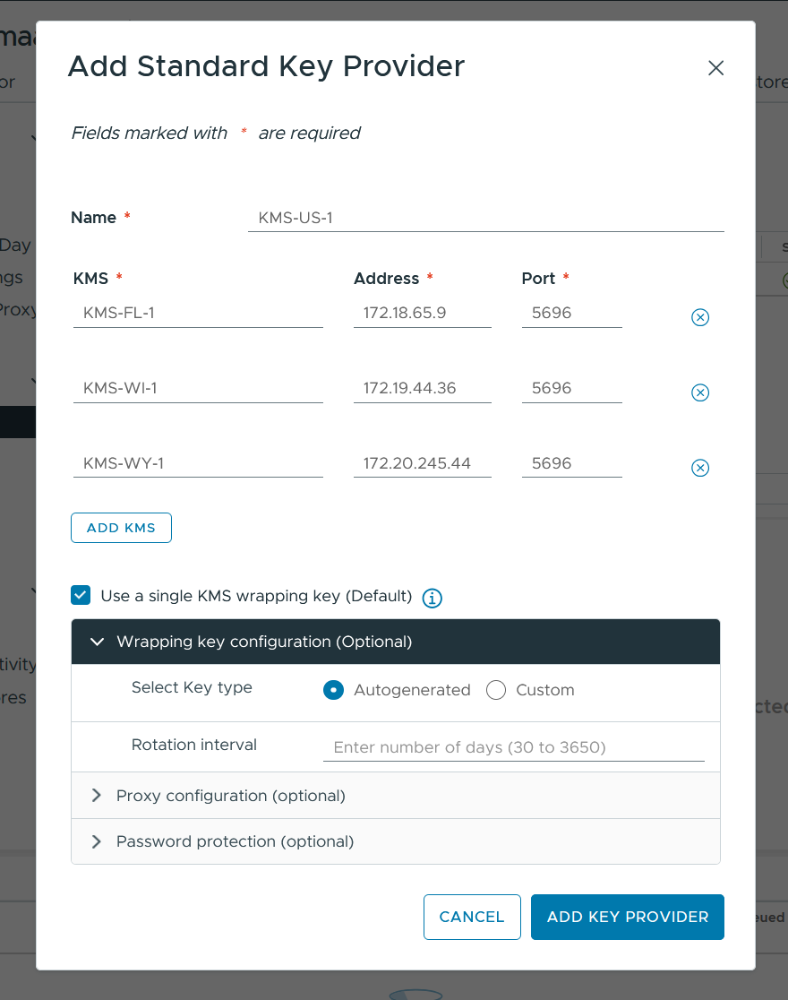 Add Standard Key Provider
Fields marked with * are required
Name * KMS-US-1
KMS * Address * Port *
KMS-FL-1 172.18.65.9 5696
KMS-WI-1 172.19.44.36 5696
KMS-WY-1 172.20.245.44 5696
ADD KMS
Use a single KMS wrapping key (Default)
Wrapping key configuration (Optional)
Select Key type Autogenerated Custom
Rotation interval Enter number of days (30 to 3650)
Proxy configuration (optional)
Password protection (optional)
CANCEL ADD KEY PROVIDER
Day
Proxy